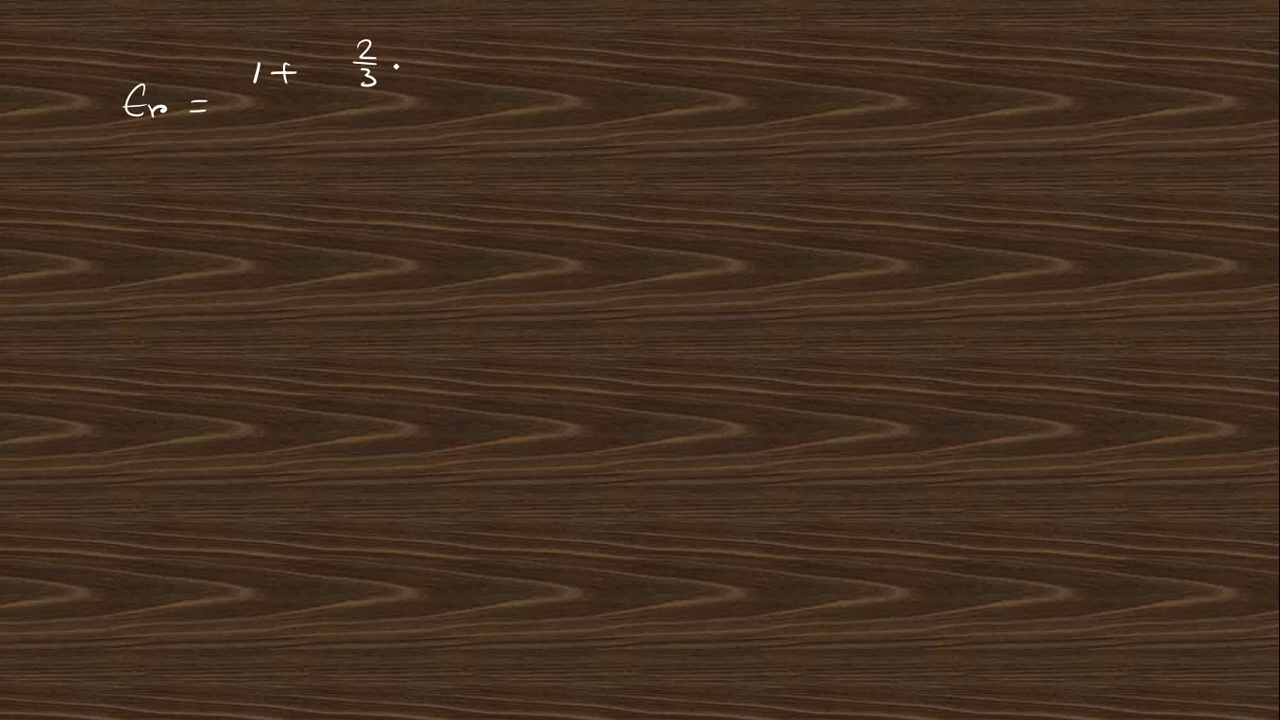 ϵr = 1 + 2/3 ·